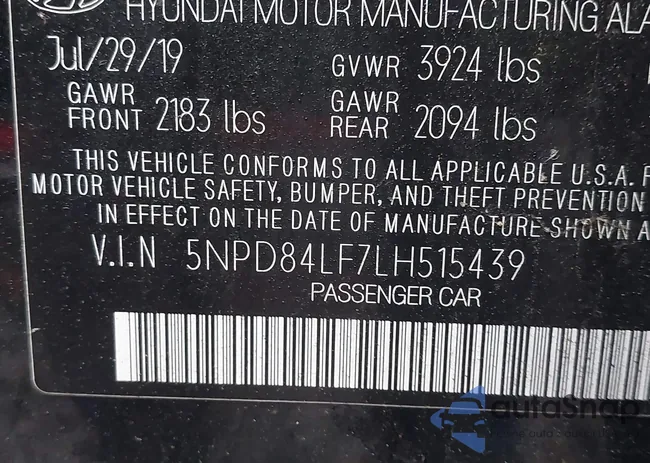 HYUNDAI MOTOR MANUFACTURING ALA
Jul/29/19
GVWR 3924 lbs
GAWR FRONT 2183 lbs
GAWR REAR 2094 lbs
THIS VEHICLE CONFORMS TO ALL APPLICABLE U.S.A. F
MOTOR VEHICLE SAFETY, BUMPER, AND THEFT PREVENTION
IN EFFECT ON THE DATE OF MANUFACTURE SHOWN A
V.I.N 5NPD84LF7LH515439
PASSENGER CAR
autoSnap